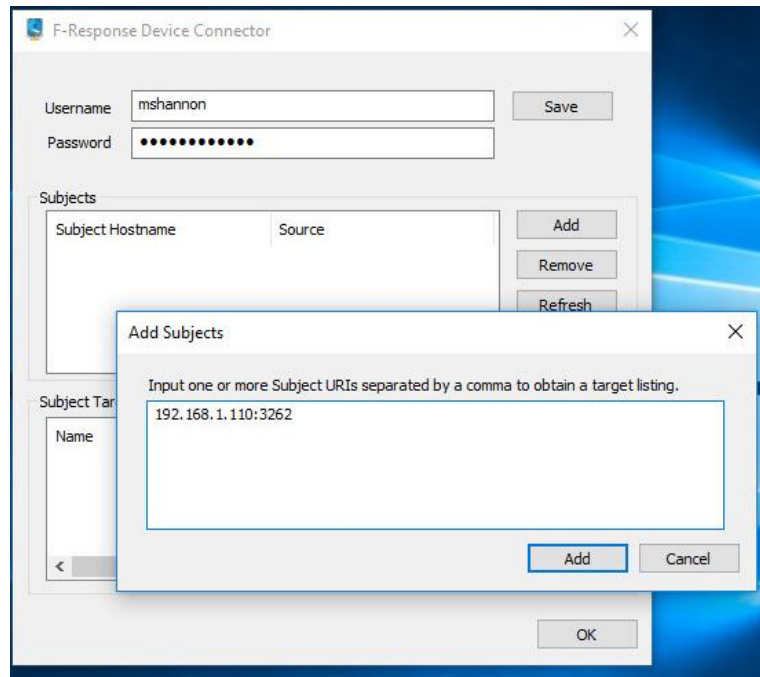 F-Response Device Connector
Username mshannon Save
Password ••••••••••••
Subjects
Subject Hostname Source Add
Remove
Refresh
Add Subjects
Input one or more Subject URIs separated by a comma to obtain a target listing.
192.168.1.110:3262
Subject Tar
Name
Add Cancel
OK